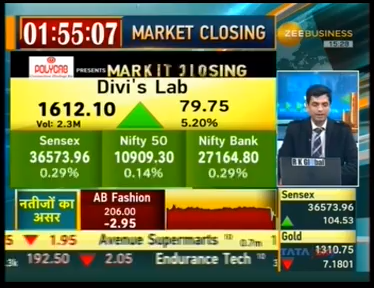 01:55:07 MARKET CLOSING
ZEE BUSINESS
15:28
POLYCAB
PRESENTS MARKIT CLOSING
Divi's Lab
1612.10 79.75
Vol: 2.3M 5.20%
Sensex Nifty 50 Nifty Bank
36573.96 10909.30 27164.80
0.29% 0.14% 0.29%
नतीजों का
असर
AB Fashion
206.00
-2.95
Sensex
36573.96
104.53
Gold
1310.75
7.1801
1.95 Avenue Supermarts TD
192.50 2.05 Endurance Tech TD